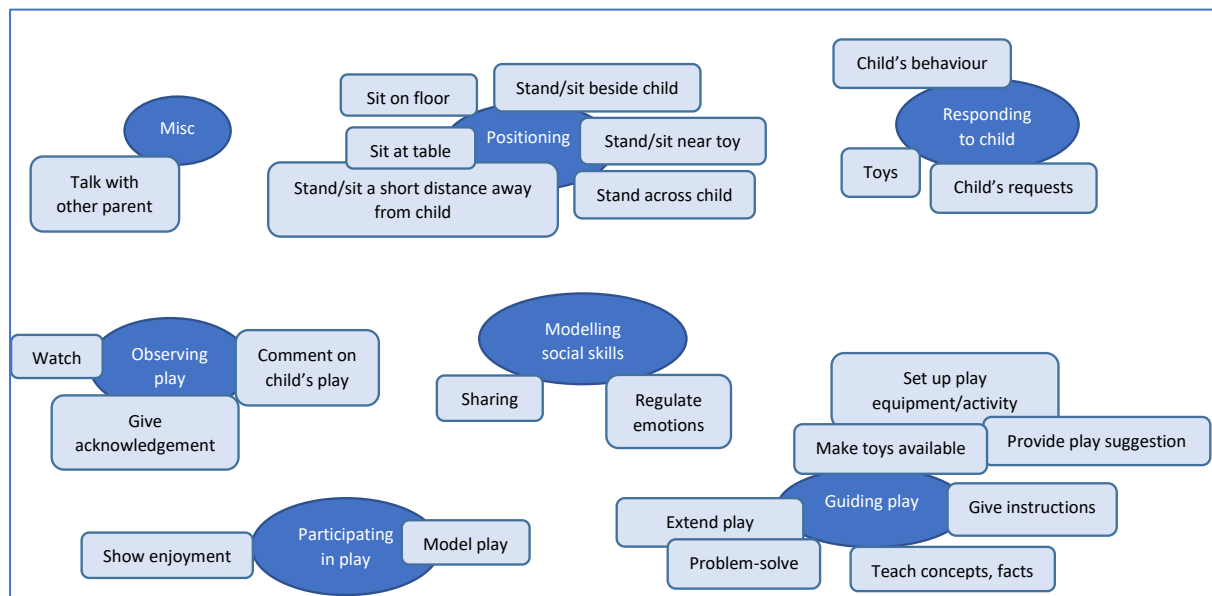 Misc
Talk with
other parent
Sit on floor
Stand/sit beside child
Positioning
Sit at table
Stand/sit near toy
Stand/sit a short distance away
from child
Stand across child
Child’s behaviour
Responding
to child
Toys
Child’s requests
Watch
Observing
play
Comment on
child’s play
Give
acknowledgement
Modelling
social skills
Sharing
Regulate
emotions
Set up play
equipment/activity
Make toys available
Provide play suggestion
Guiding play
Give instructions
Extend play
Problem-solve
Teach concepts, facts
Show enjoyment
Participating
in play
Model play